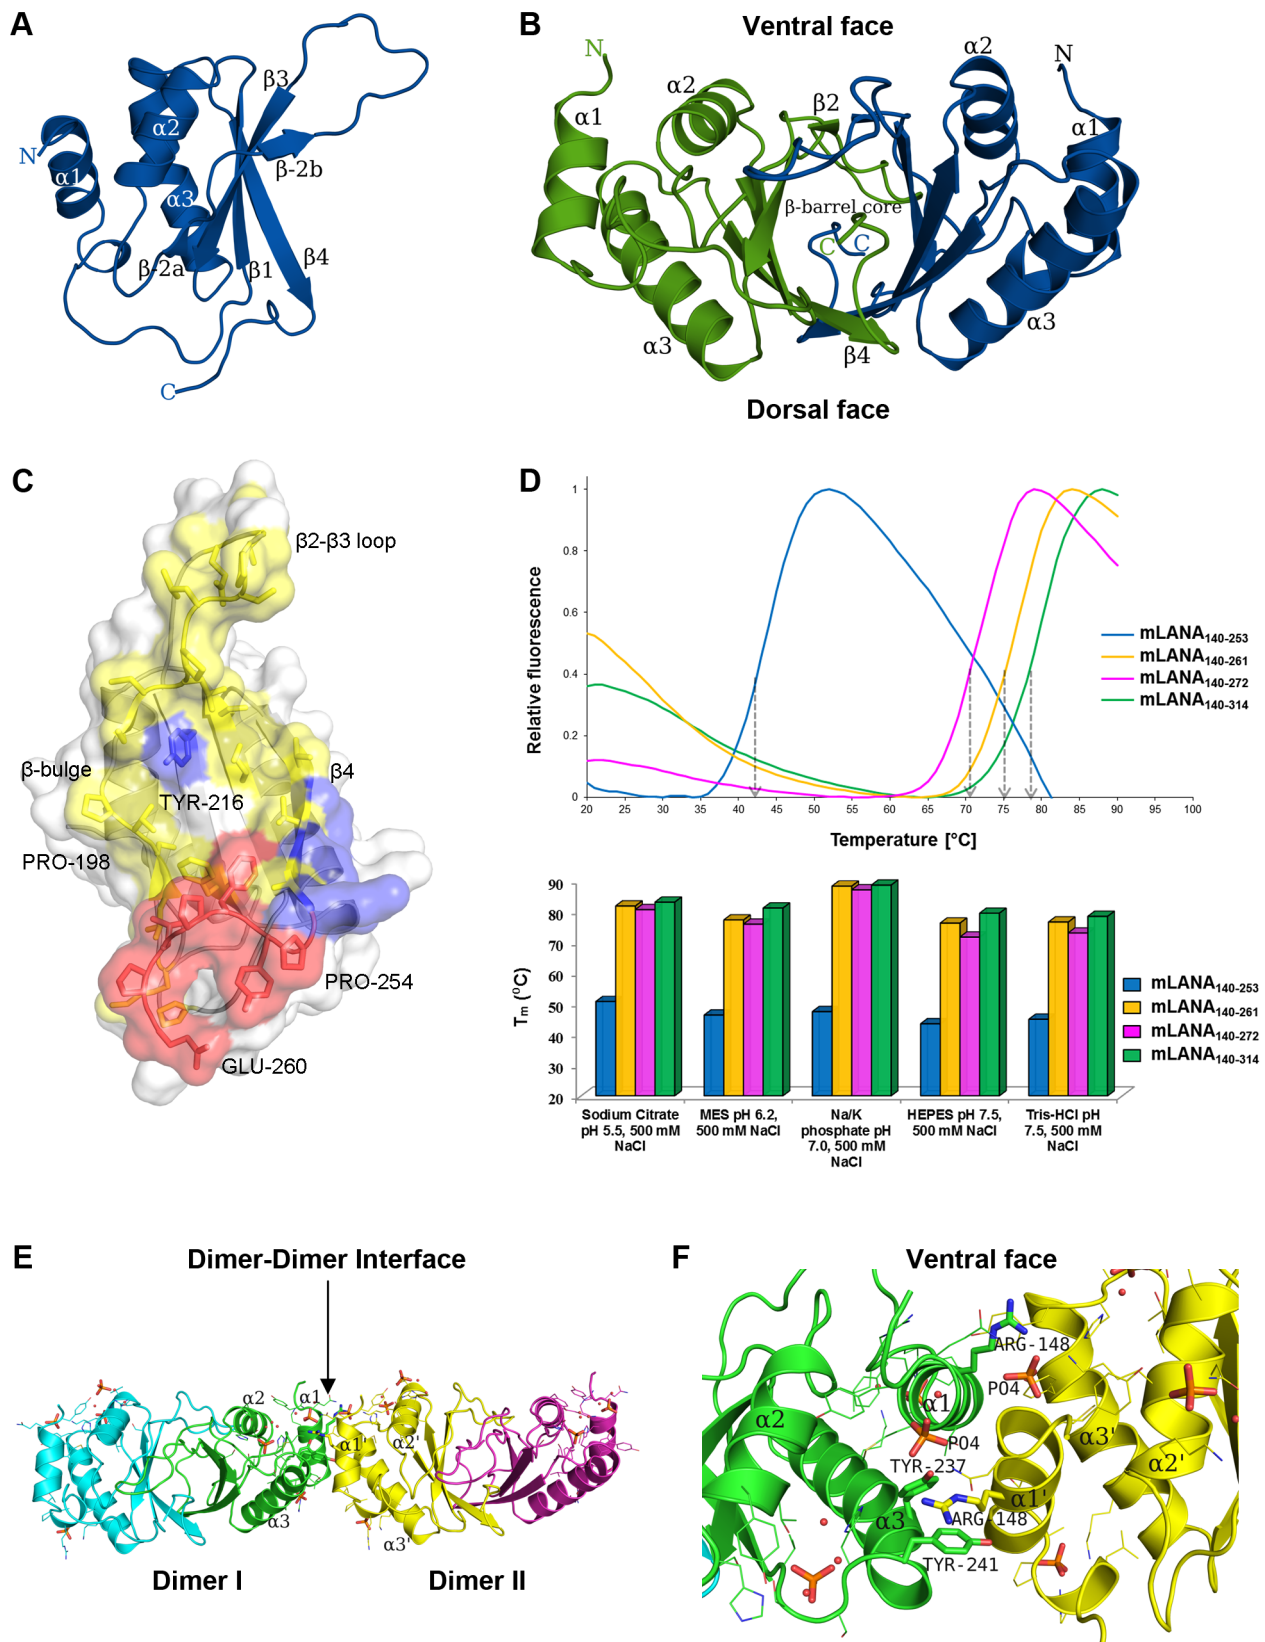 A
N
α1
α2
α3
β3
β-2b
β-2a
β1
β4
C
B
Ventral face
N
α1
α2
β2
α2
N
α1
β-barrel core
C
C
α3
β4
α3
Dorsal face
C
β2-β3 loop
β-bulge
TYR-216
β4
PRO-198
PRO-254
GLU-260
D
Relative fluorescence
1
0.8
0.6
0.4
0.2
0
20 25 30 35 40 45 50 55 60 65 70 75 80 85 90 95 100
Temperature [°C]
mLANA140-253
mLANA140-261
mLANA140-272
mLANA140-314
Tm (⁰C)
90
80
70
60
50
40
30
20
Sodium Citrate
pH 5.5, 500 mM
NaCl
MES pH 6.2,
500 mM NaCl
Na/K
phosphate pH
7.0, 500 mM
NaCl
HEPES pH 7.5,
500 mM NaCl
Tris-HCl pH
7.5, 500 mM
NaCl
mLANA140-253
mLANA140-261
mLANA140-272
mLANA140-314
E
Dimer-Dimer Interface
α2
α1
α1'
α2'
α3
α3'
Dimer I
Dimer II
F
Ventral face
ARG-148
PO4
α1
α2
PO4
α3'
TYR-237
α2'
α1'
α3
ARG-148
TYR-241